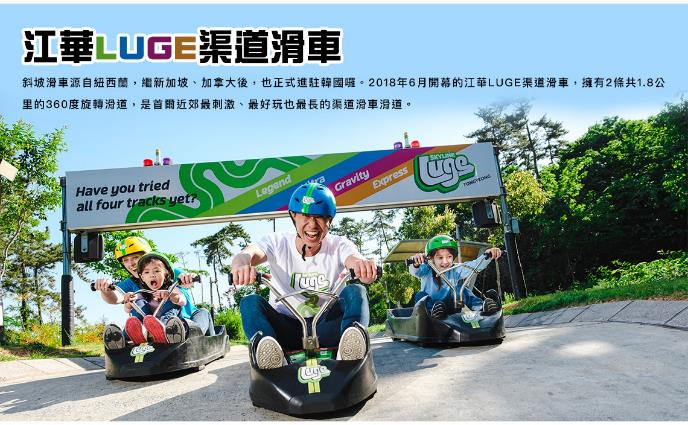 江華LUGE渠道滑車
斜坡滑車源自紐西蘭，繼新加坡、加拿大後，也正式進駐韓國囉。2018年6月開幕的江華LUGE渠道滑車，擁有2條共1.8公
里的360度旋轉滑道，是首爾近郊最刺激、最好玩也最長的渠道滑車滑道。
Have you tried
all four tracks yet?
Legend
Ultra
Gravity
Express
SKYLINE
Luge
TONGYEONG
Luge
Luge
Luge
Luge